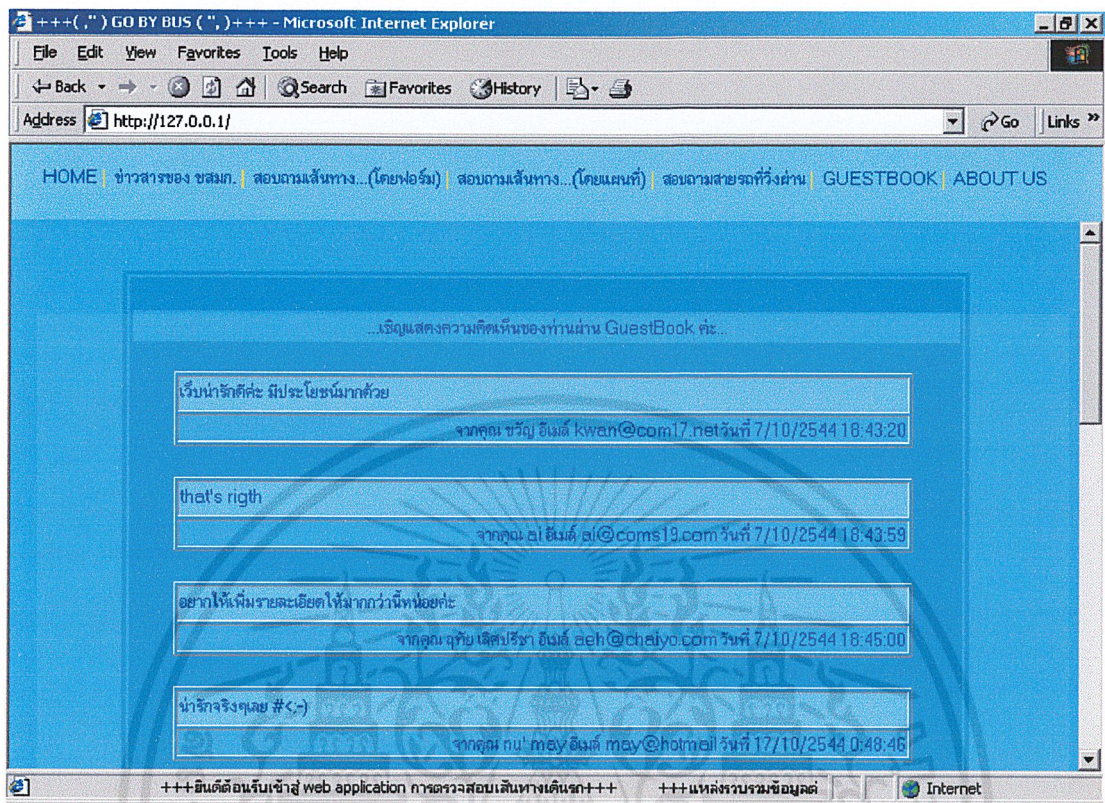 +++( ,'' ) GO BY BUS ( '', )+++ - Microsoft Internet Explorer
File Edit View Favorites Tools Help
Back Search Favorites History
Address http://127.0.0.1/ Go Links »
HOME | ข่าวสารของ ขสมก. | สอบถามเส้นทาง...(โดยฟอร์ม) | สอบถามเส้นทาง...(โดยแผนที่) | สอบถามสายรถที่วิ่งผ่าน | GUESTBOOK | ABOUT US
...เชิญแสดงความคิดเห็นของท่านผ่าน GuestBook ค่ะ...
เว็บน่ารักดีค่ะ มีประโยชน์มากด้วย
จากคุณ ขวัญ อีเมล์ kwan@com17.netวันที่ 7/10/2544 18:43:20
that's rigth
จากคุณ ai อีเมล์ ai@coms19.com วันที่ 7/10/2544 18:43:59
อยากให้เพิ่มรายละเอียดให้มากกว่านี้หน่อยค่ะ
จากคุณ ฤทัย เลิศปรีชา อีเมล์ aeh@chaiyo.com วันที่ 7/10/2544 18:45:00
น่ารักจริงๆเลย #<;-)
จากคุณ nu' may อีเมล์ may@hotmail วันที่ 17/10/2544 0:48:46
+++ยินดีต้อนรับเข้าสู่ web application การตรวจสอบเส้นทางเดินรถ+++ +++แหล่งรวบรวมข้อมูลต่ Internet